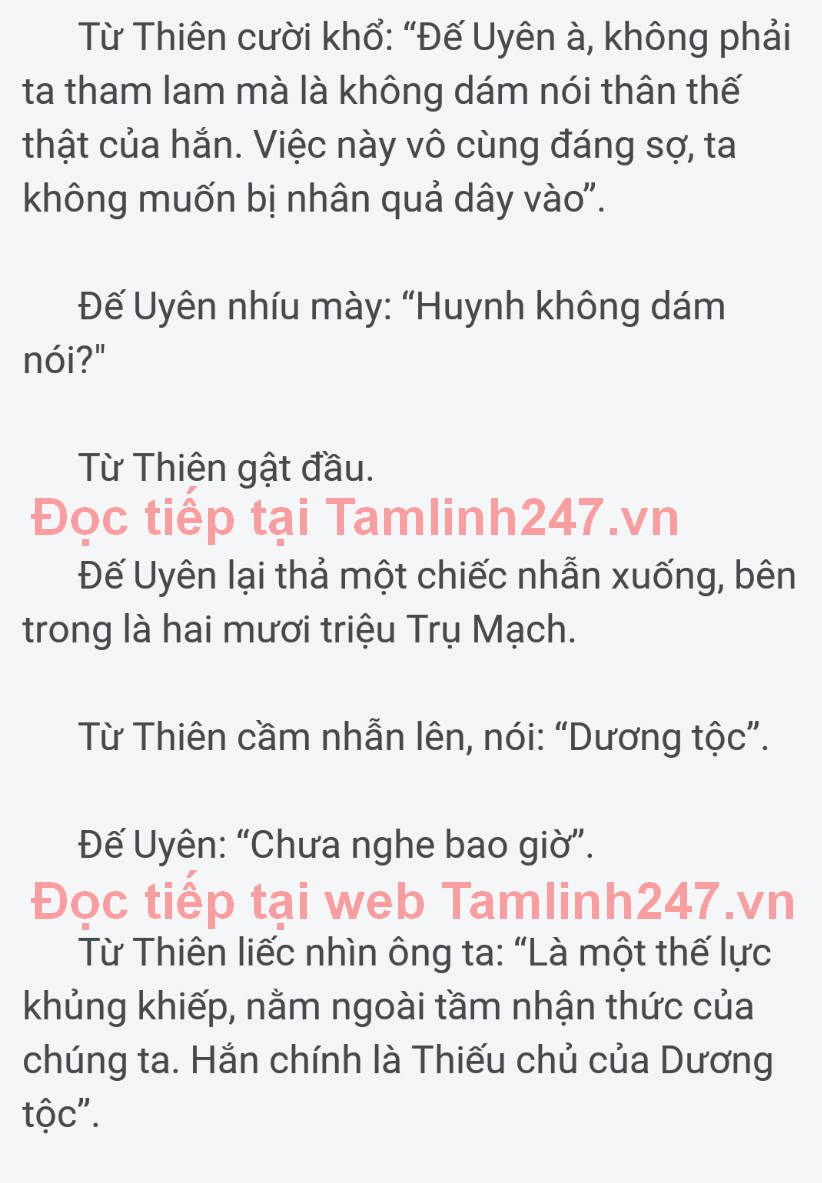 Từ Thiên cười khổ: “Đế Uyên à, không phải
ta tham lam mà là không dám nói thân thế
thật của hắn. Việc này vô cùng đáng sợ, ta
không muốn bị nhân quả dây vào”.
Đế Uyên nhíu mày: “Huynh không dám
nói?"
Từ Thiên gật đầu.
Đọc tiếp tại Tamlinh247.vn
Đế Uyên lại thả một chiếc nhẫn xuống, bên
trong là hai mươi triệu Trụ Mạch.
Từ Thiên cầm nhẫn lên, nói: “Dương tộc”.
Đế Uyên: “Chưa nghe bao giờ”.
Đọc tiếp tại web Tamlinh247.vn
Từ Thiên liếc nhìn ông ta: “Là một thế lực
khủng khiếp, nằm ngoài tầm nhận thức của
chúng ta. Hắn chính là Thiếu chủ của Dương
tộc”.